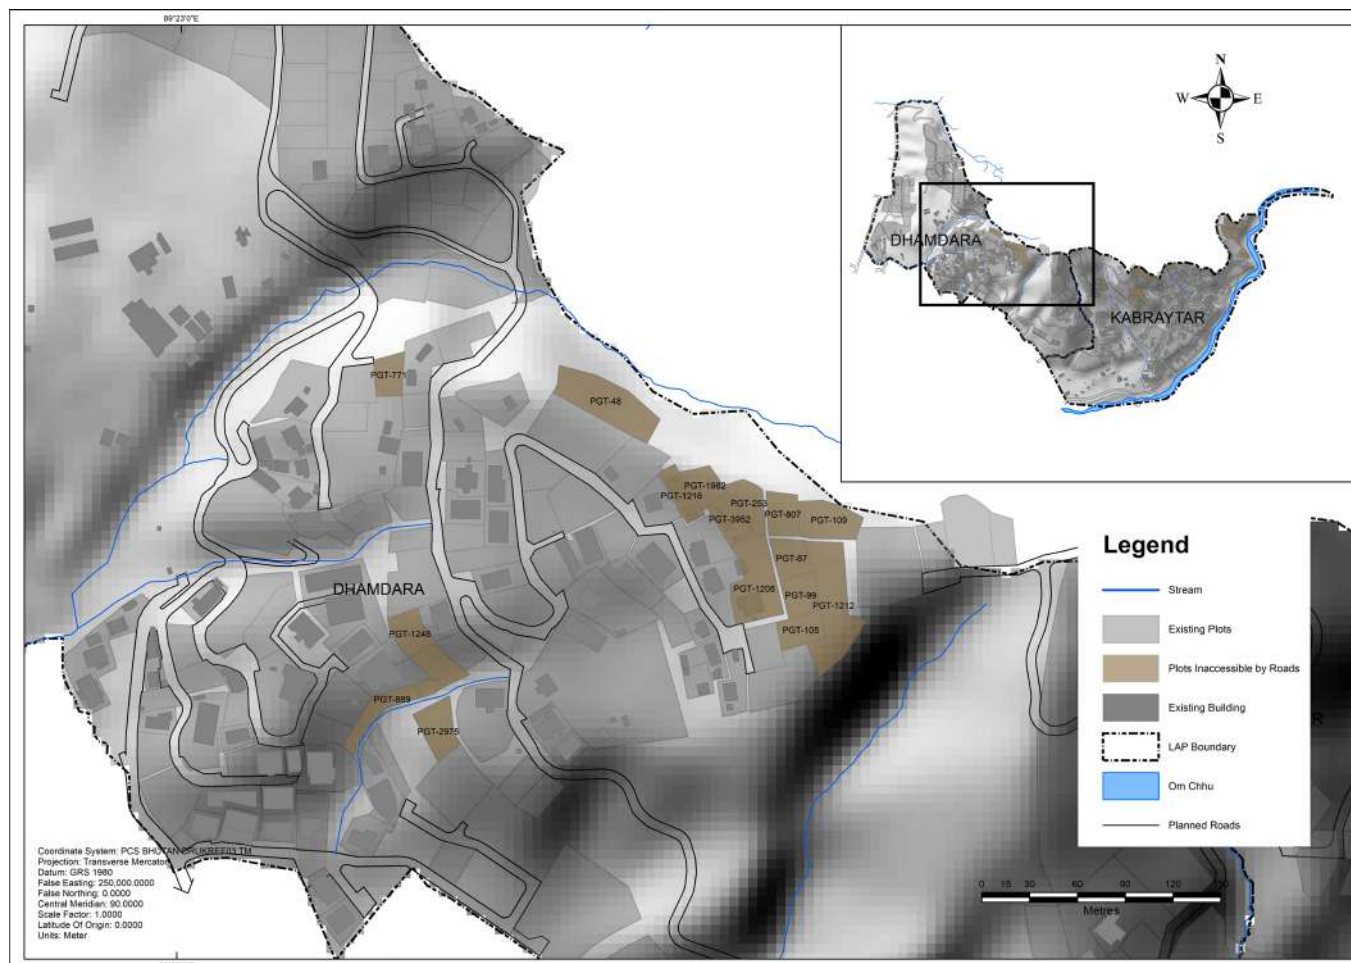 89°23'0"E
N
W E
S
DHAMDARA
KABRAYTAR
PGT-771
PGT-48
PGT-1982
PGT-1216
PGT-253
PGT-3952
PGT-807
PGT-109
PGT-87
PGT-1206
PGT-99
PGT-1212
PGT-105
DHAMDARA
PGT-1248
PGT-889
PGT-2975
Legend
Stream
Existing Plots
Plots Inaccessible by Roads
Existing Building
LAP Boundary
Om Chhu
Planned Roads
R
0 15 30 60 90 120 150
Metres
Coordinate System: PCS BHUTAN DRUKREF03 TM
Projection: Transverse Mercator
Datum: GRS 1980
False Easting: 250,000.0000
False Northing: 0.0000
Central Meridian: 90.0000
Scale Factor: 1.0000
Latitude Of Origin: 0.0000
Units: Meter